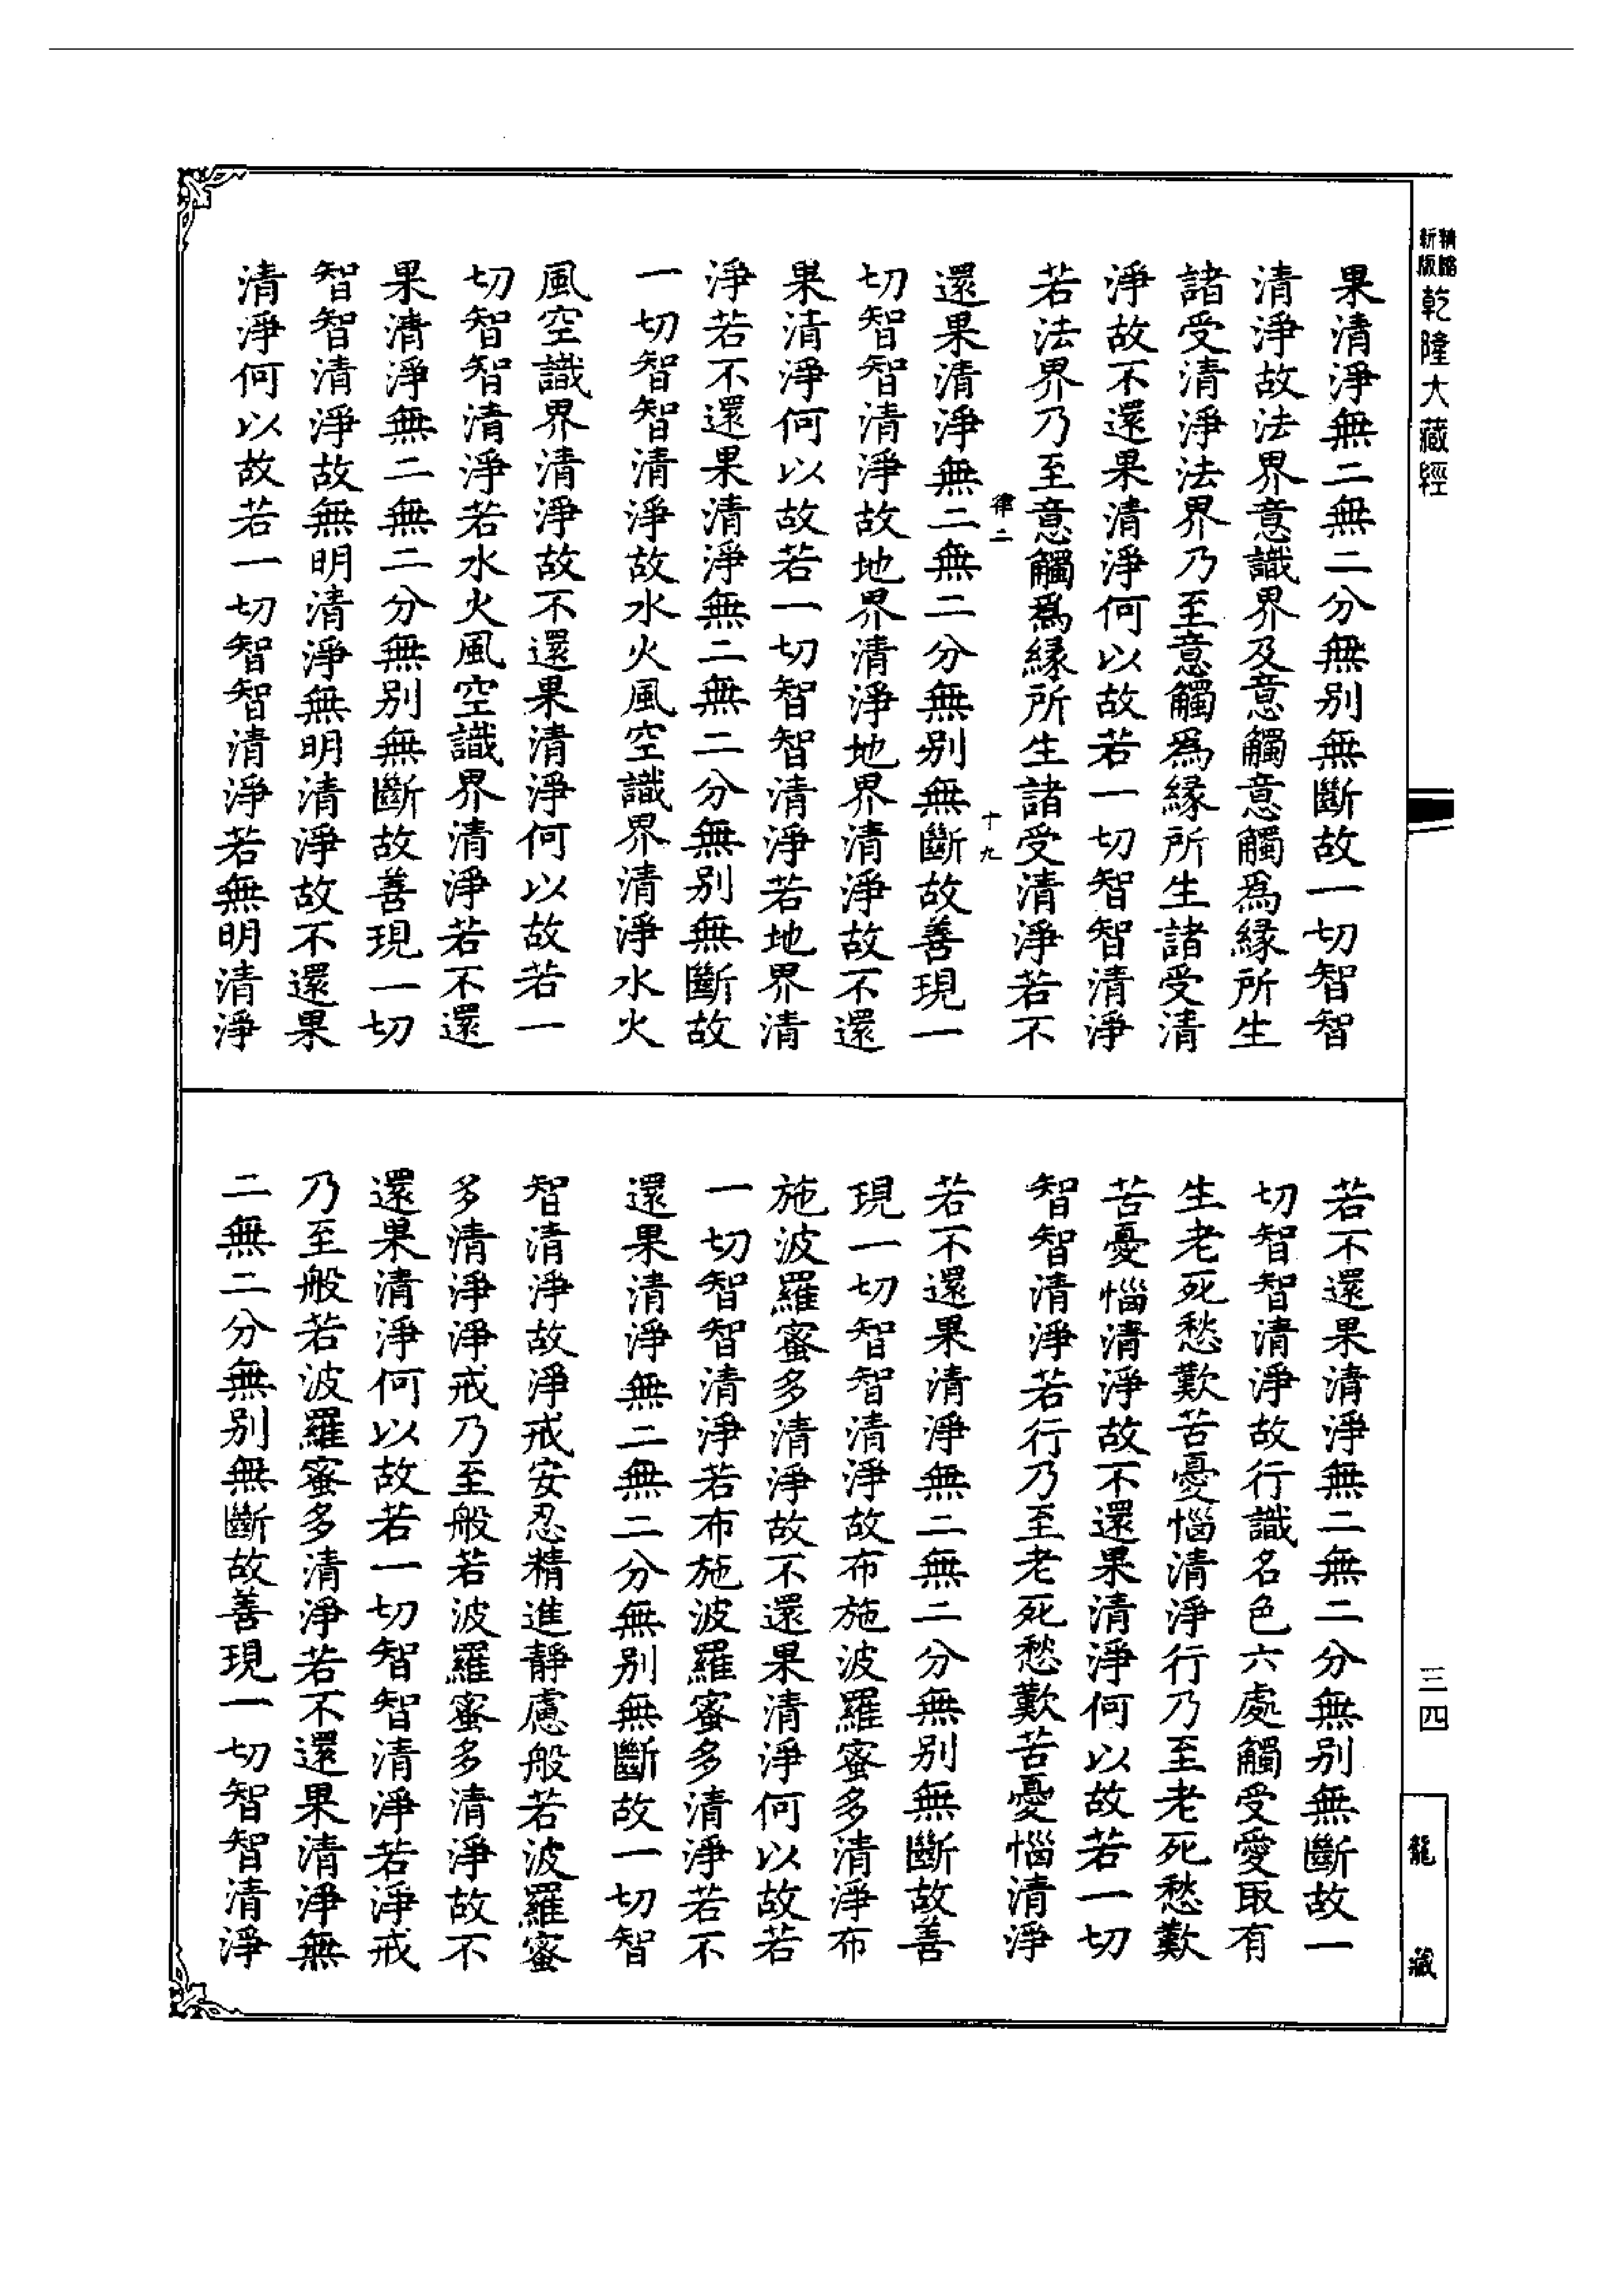 精縮
新版
乾隆大藏經
果清淨無二無二分無別無斷故一切智智
清淨故法界意識界及意觸意觸爲緣所生
諸受清淨法界乃至意觸爲緣所生諸受清
淨故不還果清淨何以故若一切智智清淨
若法界乃至意觸爲緣所生諸受清淨若不
律二
十九
還果清淨無二無二分無別無斷故善現一
切智智清淨故地界清淨地界清淨故不還
果清淨何以故若一切智智清淨若地界清
淨若不還果清淨無二無二分無別無斷故
一切智智清淨故水火風空識界清淨水火
風空識界清淨故不還果清淨何以故若一
切智智清淨若水火風空識界清淨若不還
果清淨無二無二分無別無斷故善現一切
智智清淨故無明清淨無明清淨故不還果
清淨何以故若一切智智清淨若無明清淨
若不還果清淨無二無二分無別無斷故一
切智智清淨故行識名色六處觸受愛取有
生老死愁歎苦憂惱清淨行乃至老死愁歎
苦憂惱清淨故不還果清淨何以故若一切
智智清淨若行乃至老死愁歎苦憂惱清淨
若不還果清淨無二無二分無別無斷故善
現一切智智清淨故布施波羅蜜多清淨布
施波羅蜜多清淨故不還果清淨何以故若
一切智智清淨若布施波羅蜜多清淨若不
還果清淨無二無二分無別無斷故一切智
智清淨故淨戒安忍精進靜慮般若波羅蜜
多清淨淨戒乃至般若波羅蜜多清淨故不
還果清淨何以故若一切智智清淨若淨戒
乃至般若波羅蜜多清淨若不還果清淨無
二無二分無別無斷故善現一切智智清淨
三四
龍藏